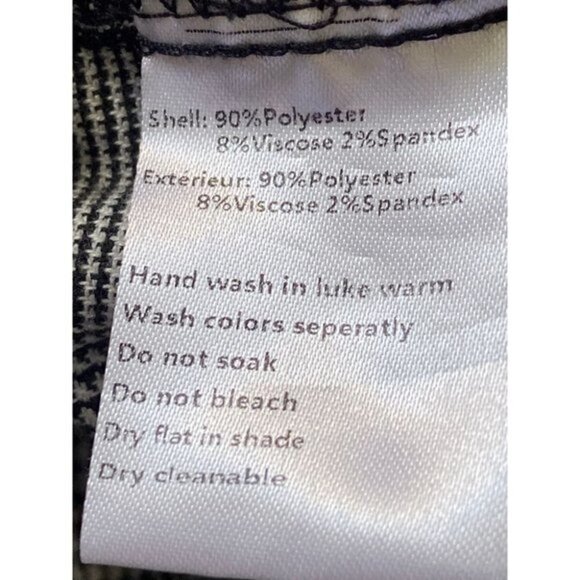 Shell: 90%Polyester
8%Viscose 2%Spandex
Extérieur: 90%Polyester
8%Viscose 2%Spandex
Hand wash in luke warm
Wash colors seperatly
Do not soak
Do not bleach
Dry flat in shade
Dry cleanable